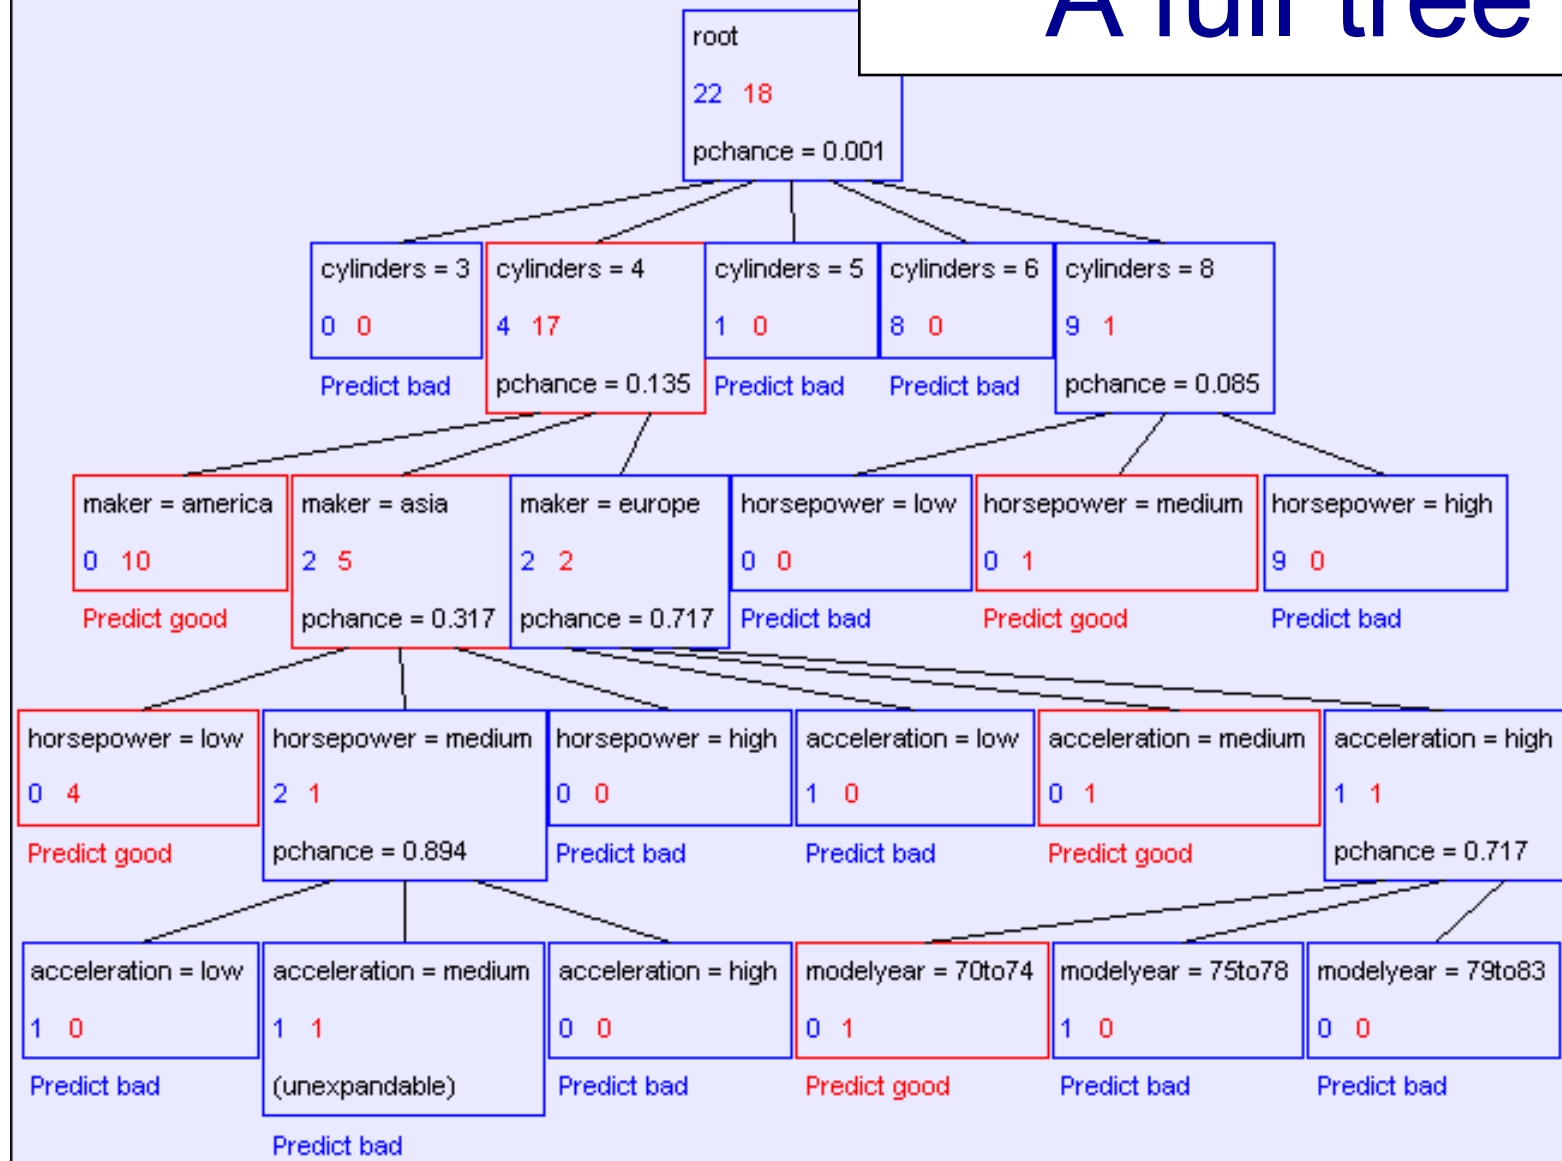 A full tree
root
22 18
pchance = 0.001
cylinders = 3 cylinders = 4 cylinders = 5 cylinders = 6 cylinders = 8
0 0 4 17 1 0 8 0 9 1
Predict bad pchance = 0.135 Predict bad Predict bad pchance = 0.085
maker = america maker = asia maker = europe horsepower = low horsepower = medium horsepower = high
0 10 2 5 2 2 0 0 0 1 9 0
Predict good pchance = 0.317 pchance = 0.717 Predict bad Predict good Predict bad
horsepower = low horsepower = medium horsepower = high acceleration = low acceleration = medium acceleration = high
0 4 2 1 0 0 1 0 0 1 1 1
Predict good pchance = 0.894 Predict bad Predict bad Predict good pchance = 0.717
acceleration = low acceleration = medium acceleration = high modelyear = 70to74 modelyear = 75to78 modelyear = 79to83
1 0 1 1 0 0 0 1 1 0 0 0
Predict bad (unexpandable) Predict bad Predict good Predict bad Predict bad
Predict bad